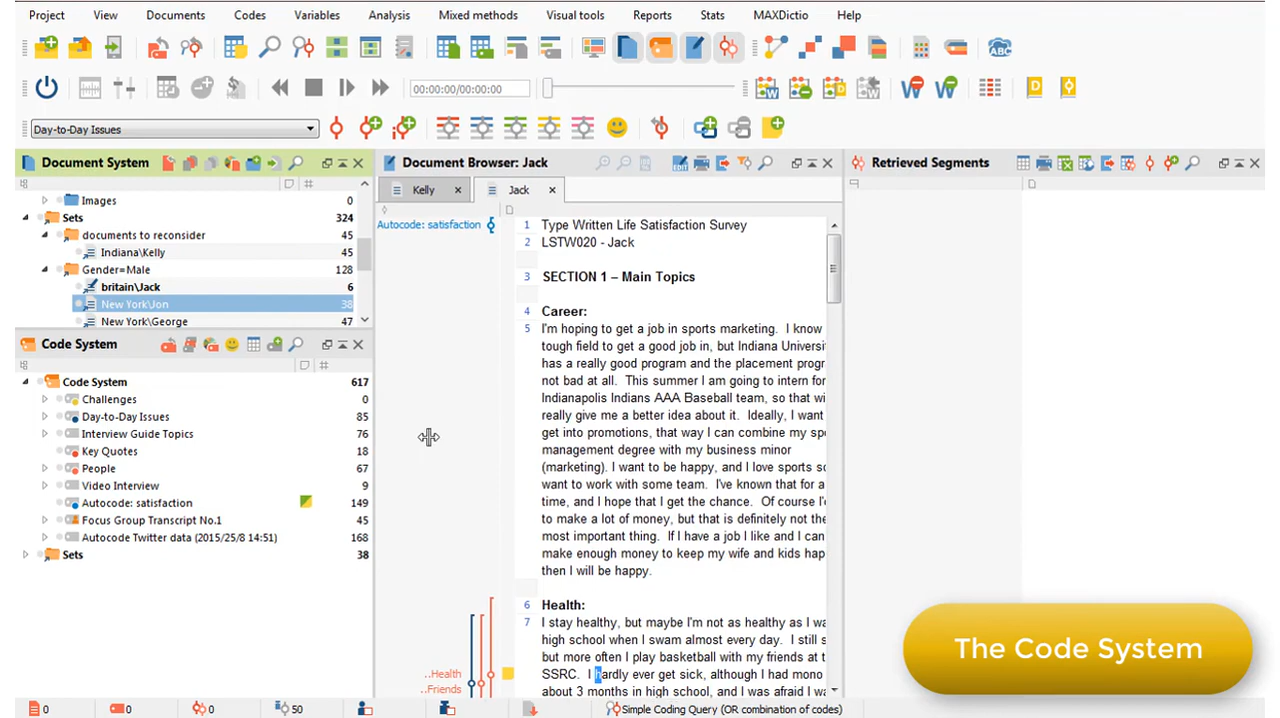 Project View Documents Codes Variables Analysis Mixed methods Visual tools Reports Stats MAXDictio Help
ABC
00:00:00/00:00:00 W D W W D
Day-to-Day Issues
Document System
Images 0
Sets 324
documents to reconsider 45
Indiana\Kelly 45
Gender=Male 128
britain\Jack 6
New York\Jon 38
New York\George 47
Code System
Code System 617
Challenges 0
Day-to-Day Issues 85
Interview Guide Topics 76
Key Quotes 18
People 67
Video Interview 9
Autocode: satisfaction 149
Focus Group Transcript No.1 45
Autocode Twitter data (2015/25/8 14:51) 168
Sets 38
Document Browser: Jack EDIT
Kelly Jack
Autocode: satisfaction
1 Type Written Life Satisfaction Survey
2 LSTW020 - Jack
3 SECTION 1 – Main Topics
4 Career:
5 I'm hoping to get a job in sports marketing. I know
tough field to get a good job in, but Indiana Universi
has a really good program and the placement progr
not bad at all. This summer I am going to intern for
Indianapolis Indians AAA Baseball team, so that wi
really give me a better idea about it. Ideally, I want
get into promotions, that way I can combine my spo
management degree with my business minor
(marketing). I want to be happy, and I love sports so
want to work with some team. I've known that for a
time, and I hope that I get the chance. Of course I'
to make a lot of money, but that is definitely not the
most important thing. If I have a job I like and I can
make enough money to keep my wife and kids hap
then I will be happy.
6 Health:
7 I stay healthy, but maybe I'm not as healthy as I wa
high school when I swam almost every day. I still s
but more often I play basketball with my friends at t
..Health SSRC. I hardly ever get sick, although I had mono
..Friends about 3 months in high school, and I was afraid I wa
Retrieved Segments
The Code System
0 0 0 50 Simple Coding Query (OR combination of codes)